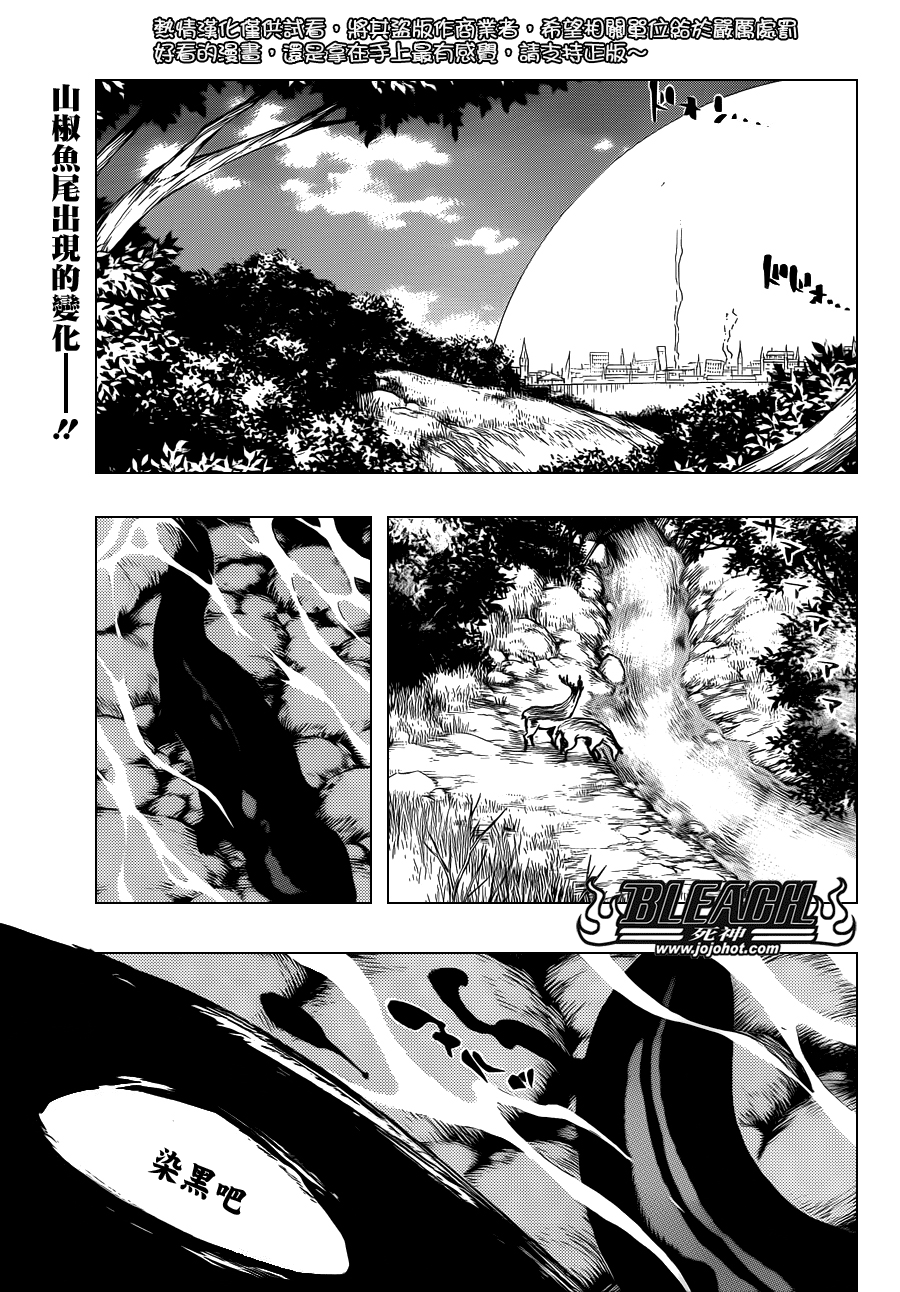 熱情漢化僅供試看，將其盜版作商業者，希望相關單位給於嚴厲處罰
好看的漫畫，還是拿在手上最有感覺，請支持正版～
山椒魚尾出現的變化——!!
ドオン…
ドドオ…
BLEACH
死神
www.jojohot.com
染黑吧